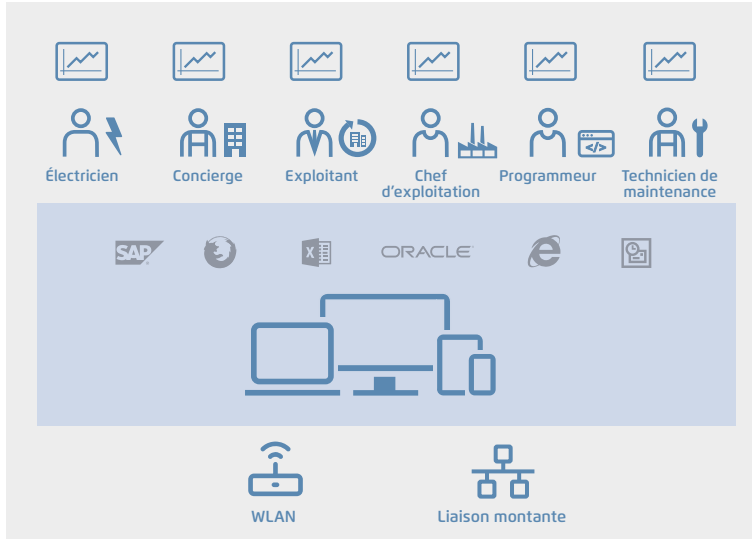 Électricien
Concierge
Exploitant
Chef
d'exploitation
Programmeur
Technicien de
maintenance
</>
SAP
X
ORACLE
e
WLAN
Liaison montante